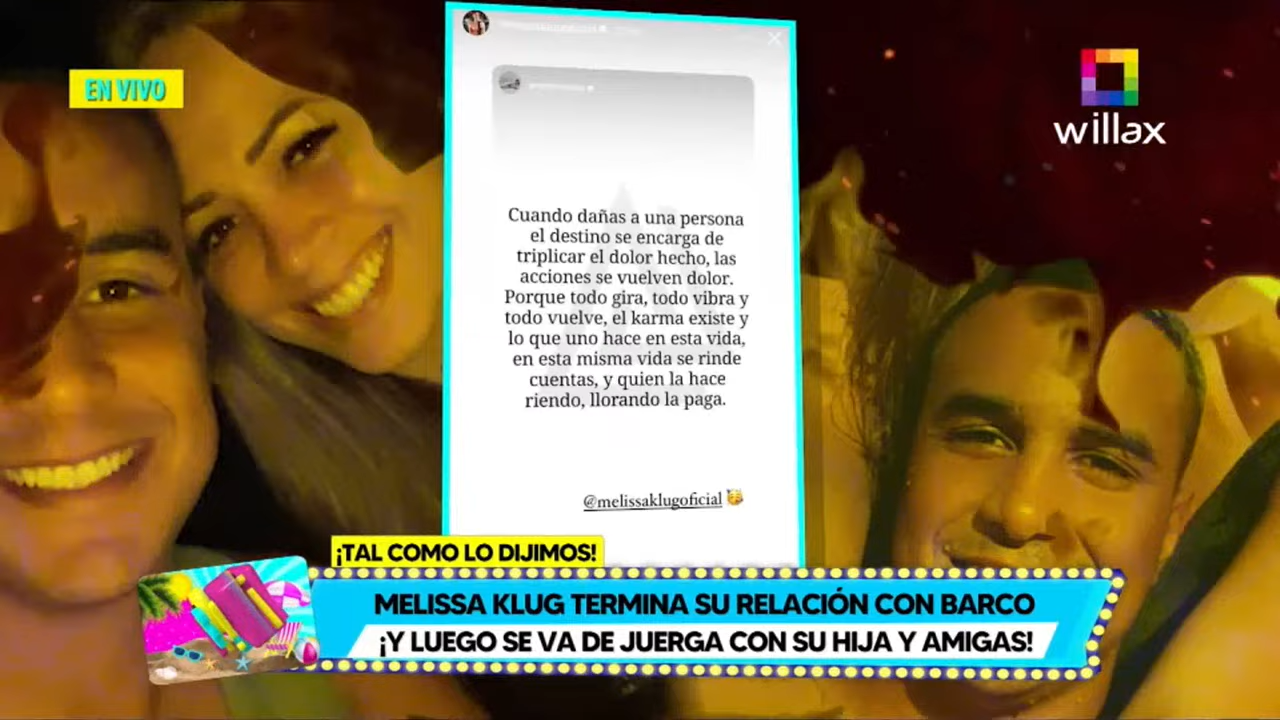 EN VIVO
willax
Cuando dañas a una persona
el destino se encarga de
triplicar el dolor hecho, las
acciones se vuelven dolor.
Porque todo gira, todo vibra y
todo vuelve, el karma existe y
lo que uno hace en esta vida,
en esta misma vida se rinde
cuentas, y quien la hace
riendo, llorando la paga.
@melissaklugoficial
¡TAL COMO LO DIJIMOS!
MELISSA KLUG TERMINA SU RELACIÓN CON BARCO
¡Y LUEGO SE VA DE JUERGA CON SU HIJA Y AMIGAS!